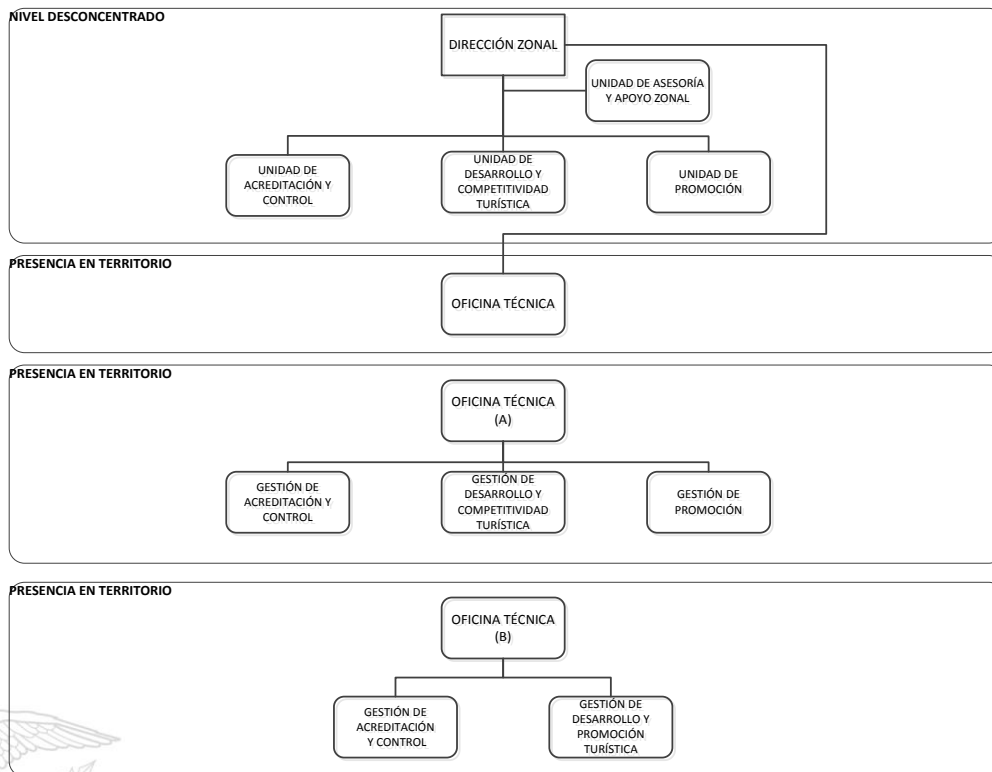 NIVEL DESCONCENTRADO
DIRECCIÓN ZONAL
UNIDAD DE ASESORÍA
Y APOYO ZONAL
UNIDAD DE
ACREDITACIÓN Y
CONTROL
UNIDAD DE
DESARROLLO Y
COMPETITIVIDAD
TURÍSTICA
UNIDAD DE
PROMOCIÓN
PRESENCIA EN TERRITORIO
OFICINA TÉCNICA
PRESENCIA EN TERRITORIO
OFICINA TÉCNICA
(A)
GESTIÓN DE
ACREDITACIÓN Y
CONTROL
GESTIÓN DE
DESARROLLO Y
COMPETITIVIDAD
TURÍSTICA
GESTIÓN DE
PROMOCIÓN
PRESENCIA EN TERRITORIO
OFICINA TÉCNICA
(B)
GESTIÓN DE
ACREDITACIÓN
Y CONTROL
GESTIÓN DE
DESARROLLO Y
PROMOCIÓN
TURÍSTICA